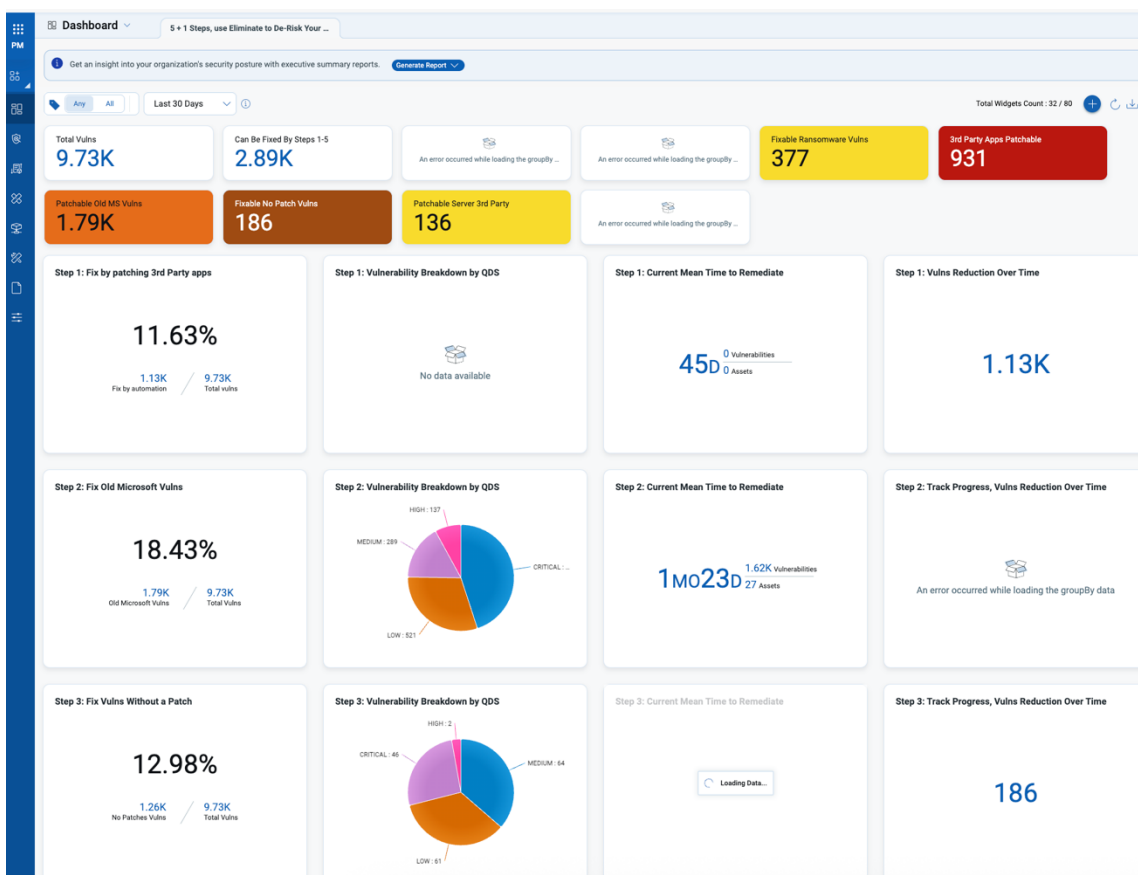 Dashboard
5 + 1 Steps, use Eliminate to De-Risk Your ...
PM
Get an insight into your organization's security posture with executive summary reports.
Generate Report
Any
All
Last 30 Days
Total Widgets Count : 32 / 80
Total Vulns
9.73K
Can Be Fixed By Steps 1-5
2.89K
An error occurred while loading the groupBy ...
An error occurred while loading the groupBy ...
Fixable Ransomware Vulns
377
3rd Party Apps Patchable
931
Patchable Old MS Vulns
1.79K
Fixable No Patch Vulns
186
Patchable Server 3rd Party
136
An error occurred while loading the groupBy ...
Step 1: Fix by patching 3rd Party apps
11.63%
1.13K
Fix by automation
9.73K
Total vulns
Step 1: Vulnerability Breakdown by QDS
No data available
Step 1: Current Mean Time to Remediate
45D
0 Vulnerabilities
0 Assets
Step 1: Vulns Reduction Over Time
1.13K
Step 2: Fix Old Microsoft Vulns
18.43%
1.79K
Old Microsoft Vulns
9.73K
Total Vulns
Step 2: Vulnerability Breakdown by QDS
HIGH : 137
MEDIUM : 289
CRITICAL : ...
LOW : 521
Step 2: Current Mean Time to Remediate
1MO23D
1.62K Vulnerabilities
27 Assets
Step 2: Track Progress, Vulns Reduction Over Time
An error occurred while loading the groupBy data
Step 3: Fix Vulns Without a Patch
12.98%
1.26K
No Patches Vulns
9.73K
Total Vulns
Step 3: Vulnerability Breakdown by QDS
HIGH : 2
CRITICAL : 46
MEDIUM : 64
LOW : 61
Step 3: Current Mean Time to Remediate
Loading Data...
Step 3: Track Progress, Vulns Reduction Over Time
186